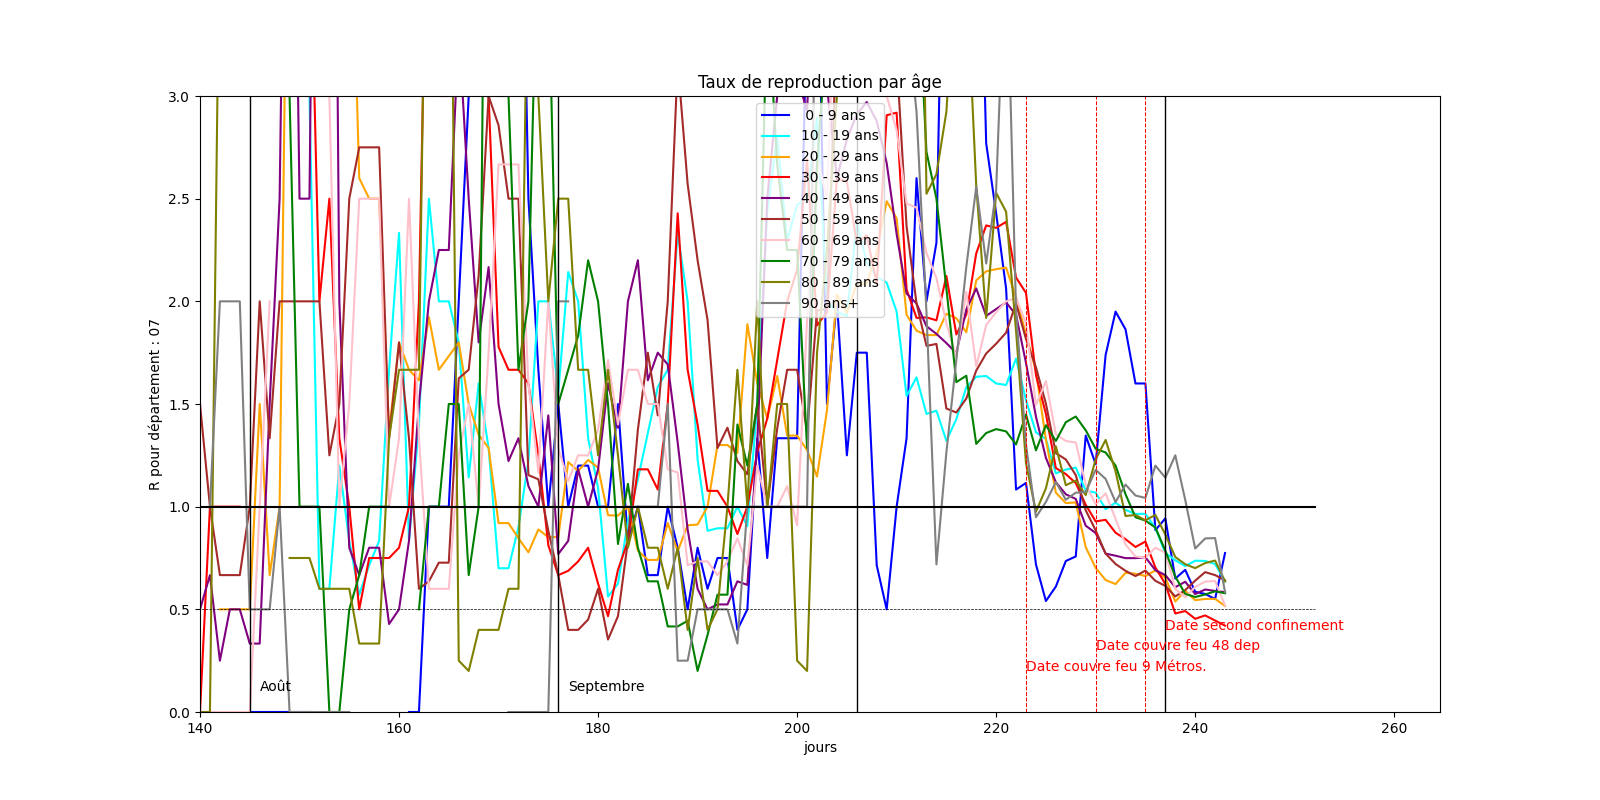 Taux de reproduction par âge
3.0
2.5
2.0
1.5
1.0
0.5
0.0
R pour département : 07
0 - 9 ans
10 - 19 ans
20 - 29 ans
30 - 39 ans
40 - 49 ans
50 - 59 ans
60 - 69 ans
70 - 79 ans
80 - 89 ans
90 ans+
Date second confinement
Date couvre feu 48 dep
Date couvre feu 9 Métros.
Août
Septembre
140
160
180
200
220
240
260
jours